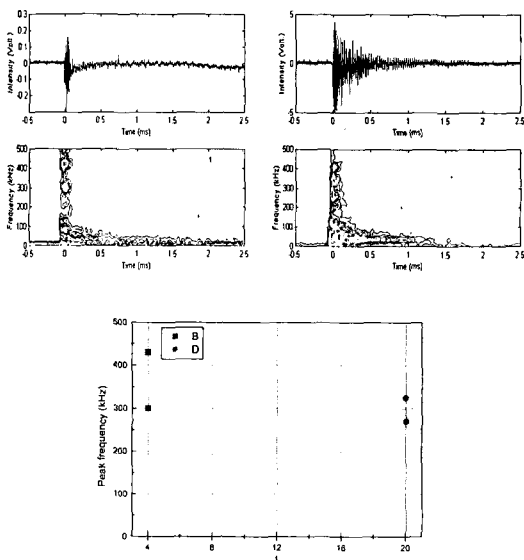 0.3
0.2
0.1
0
-0.1
-0.2
Intensity (Volt.)
-0.5 0 0.5 1 1.5 2 2.5
Time (ms)
5
0
-5
Intensity (Volt.)
-0.5 0 0.5 1 1.5 2 2.5
Time (ms)
500
400
300
200
100
0
Frequency (kHz)
-0.5 0 0.5 1 1.5 2 2.5
Time (ms)
500
400
300
200
100
0
Frequency (kHz)
-0.5 0 0.5 1 1.5 2 2.5
Time (ms)
500
400
300
200
100
0
Peak frequency (kHz)
B
D
4 8 12 16 20